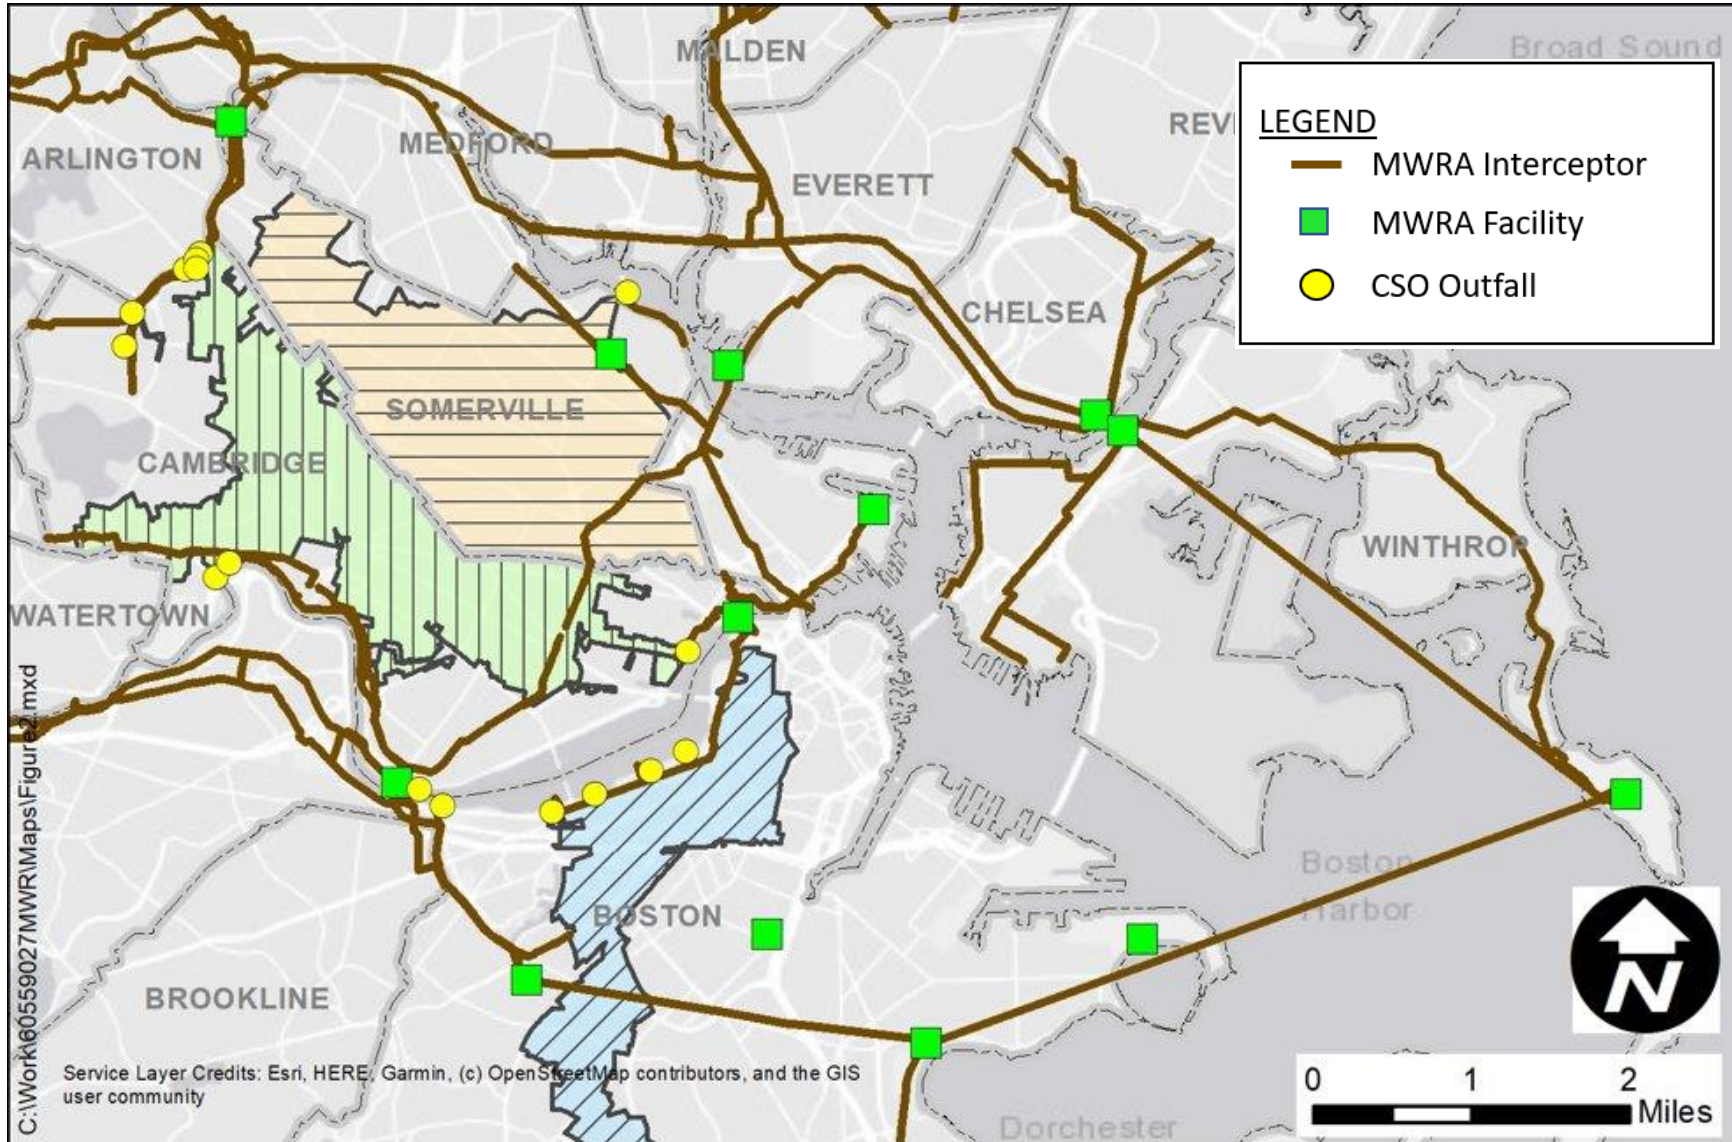 MALDEN
Broad Sound
REV
LEGEND
MWRA Interceptor
MWRA Facility
CSO Outfall
ARLINGTON
MEDFORD
EVERETT
CHELSEA
SOMERVILLE
CAMBRIDGE
WINTHROP
WATERTOWN
Boston
Harbor
BOSTON
BROOKLINE
N
C:\Work\60559027MWR\Maps\Figure2.mxd
Service Layer Credits: Esri, HERE, Garmin, (c) OpenStreetMap contributors, and the GIS
user community
0 1 2
Miles
Dorchester